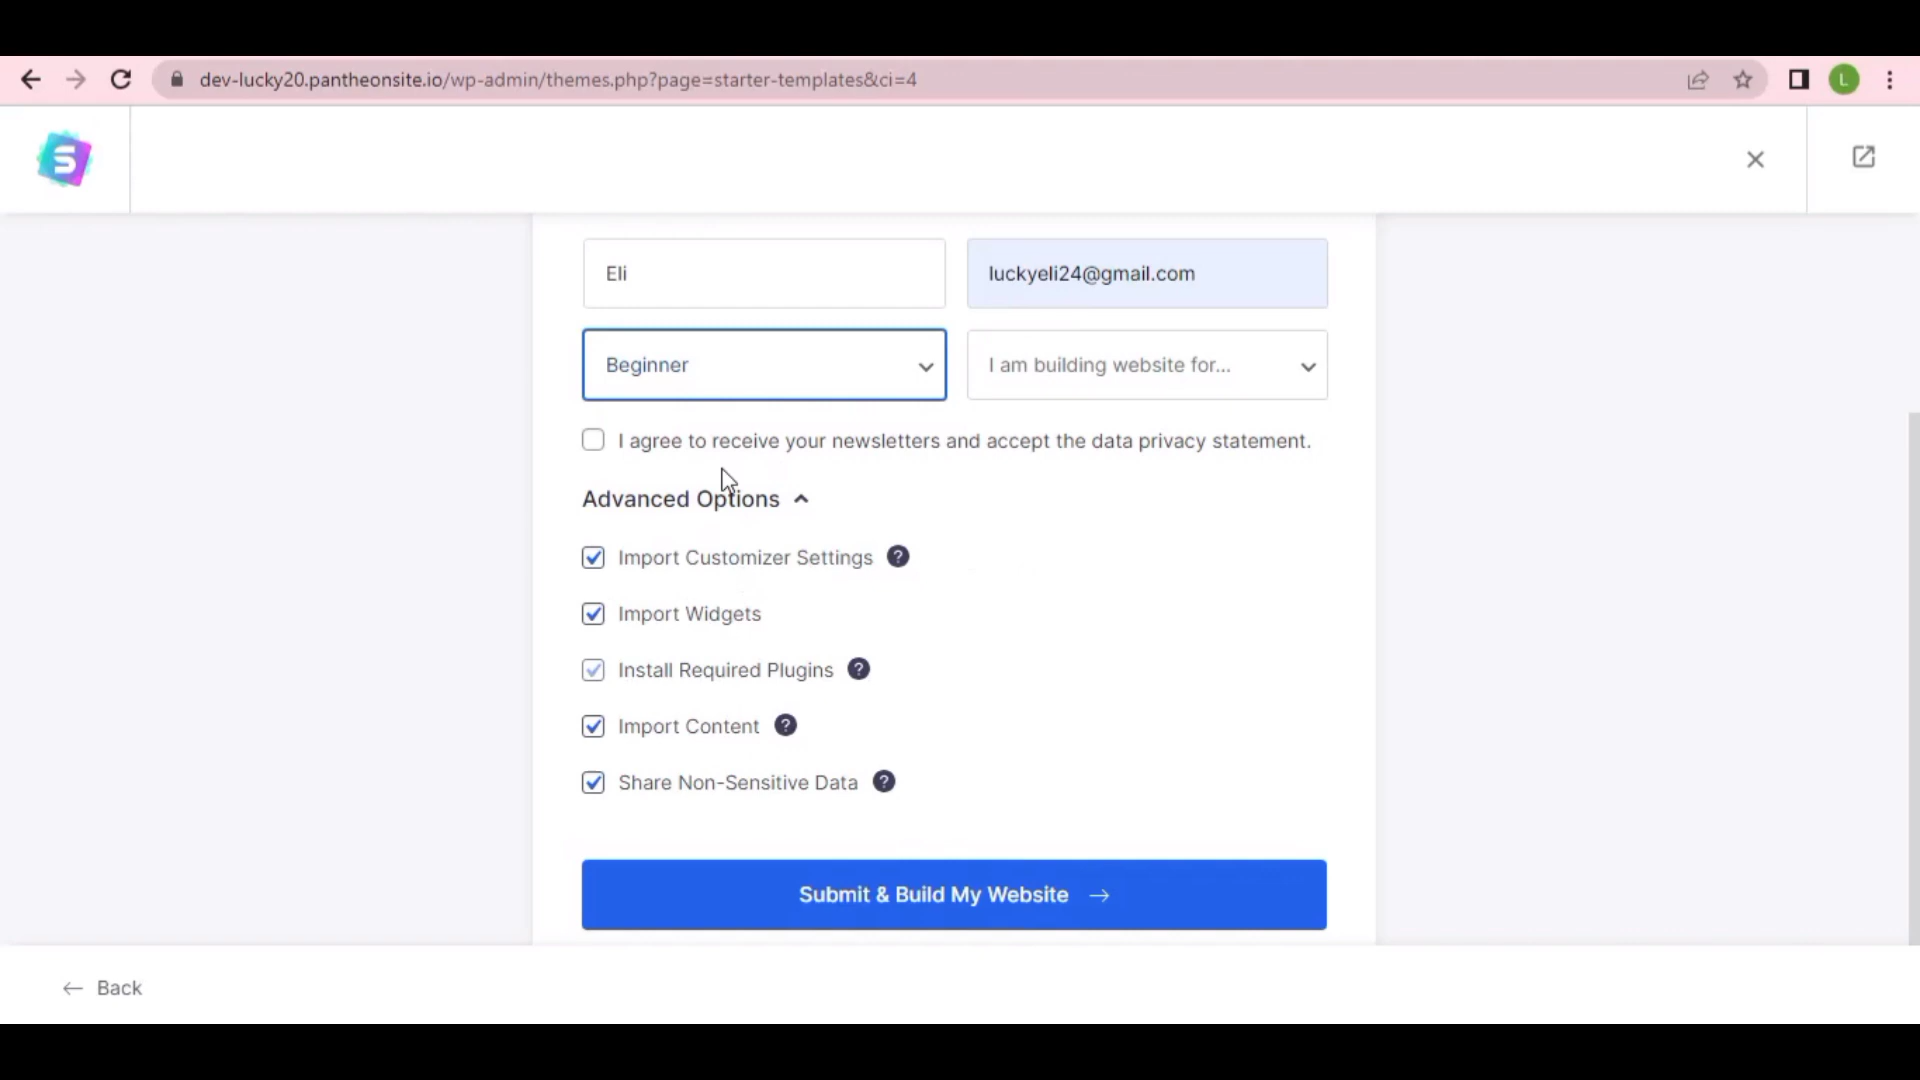 dev-lucky20.pantheonsite.io/wp-admin/themes.php?page=starter-templates&ci=4
L
S
Eli
luckyeli24@gmail.com
Beginner
I am building website for...
I agree to receive your newsletters and accept the data privacy statement.
Advanced Options
Import Customizer Settings ?
Import Widgets
Install Required Plugins ?
Import Content ?
Share Non-Sensitive Data ?
Submit & Build My Website →
← Back